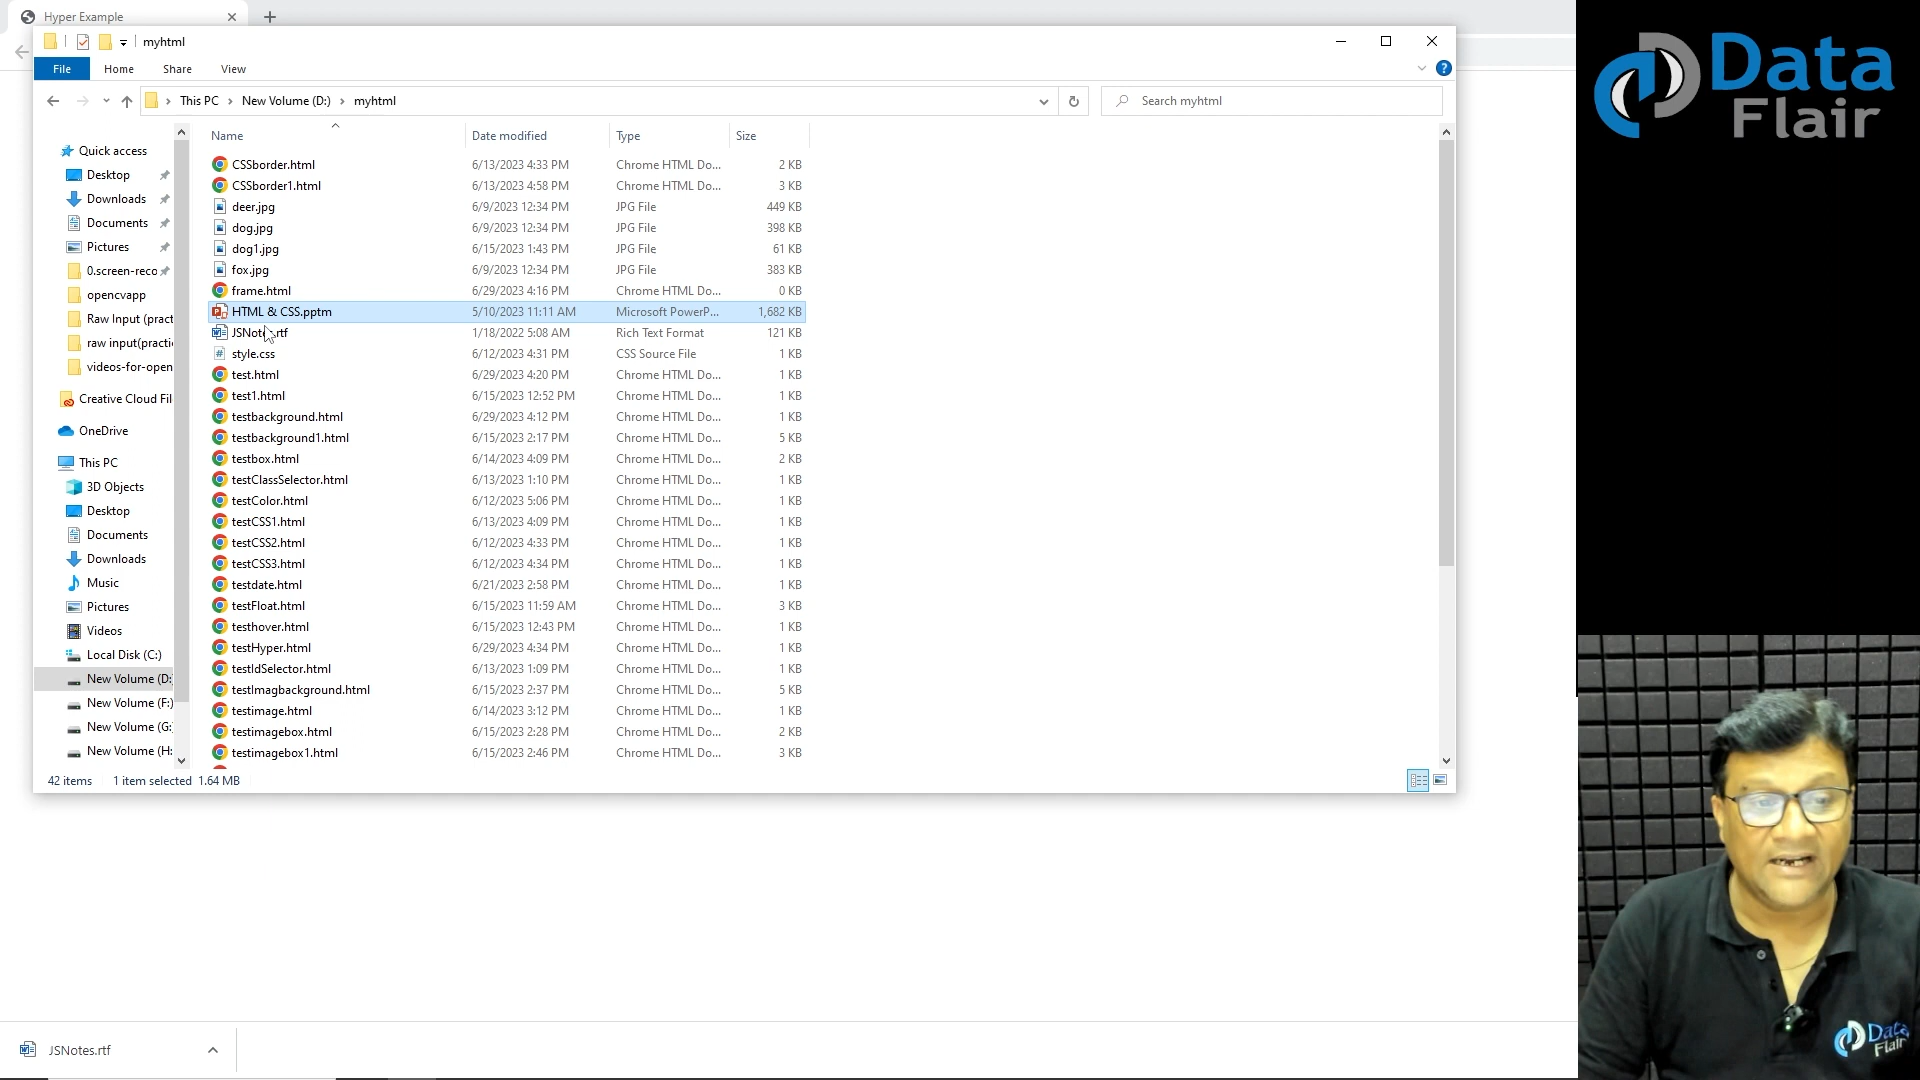 Hyper Example
myhtml
File Home Share View
This PC New Volume (D:) myhtml
Search myhtml
Name Date modified Type Size
Quick access
Desktop
Downloads
Documents
Pictures
0.screen-reco
opencvapp
Raw Input (pract
raw input(practi
videos-for-open
Creative Cloud Fil
OneDrive
This PC
3D Objects
Desktop
Documents
Downloads
Music
Pictures
Videos
Local Disk (C:)
New Volume (D:
New Volume (F:)
New Volume (G:
New Volume (H:
CSSborder.html 6/13/2023 4:33 PM Chrome HTML Do... 2 KB
CSSborder1.html 6/13/2023 4:58 PM Chrome HTML Do... 3 KB
deer.jpg 6/9/2023 12:34 PM JPG File 449 KB
dog.jpg 6/9/2023 12:34 PM JPG File 398 KB
dog1.jpg 6/15/2023 1:43 PM JPG File 61 KB
fox.jpg 6/9/2023 12:34 PM JPG File 383 KB
frame.html 6/29/2023 4:16 PM Chrome HTML Do... 0 KB
HTML & CSS.pptm 5/10/2023 11:11 AM Microsoft PowerP... 1,682 KB
JSNotes.rtf 1/18/2022 5:08 AM Rich Text Format 121 KB
style.css 6/12/2023 4:31 PM CSS Source File 1 KB
test.html 6/29/2023 4:20 PM Chrome HTML Do... 1 KB
test1.html 6/15/2023 12:52 PM Chrome HTML Do... 1 KB
testbackground.html 6/29/2023 4:12 PM Chrome HTML Do... 1 KB
testbackground1.html 6/15/2023 2:17 PM Chrome HTML Do... 5 KB
testbox.html 6/14/2023 4:09 PM Chrome HTML Do... 2 KB
testClassSelector.html 6/13/2023 1:10 PM Chrome HTML Do... 1 KB
testColor.html 6/12/2023 5:06 PM Chrome HTML Do... 1 KB
testCSS1.html 6/13/2023 4:09 PM Chrome HTML Do... 1 KB
testCSS2.html 6/12/2023 4:33 PM Chrome HTML Do... 1 KB
testCSS3.html 6/12/2023 4:34 PM Chrome HTML Do... 1 KB
testdate.html 6/21/2023 2:58 PM Chrome HTML Do... 1 KB
testFloat.html 6/15/2023 11:59 AM Chrome HTML Do... 3 KB
testhover.html 6/15/2023 12:43 PM Chrome HTML Do... 1 KB
testHyper.html 6/29/2023 4:34 PM Chrome HTML Do... 1 KB
testIdSelector.html 6/13/2023 1:09 PM Chrome HTML Do... 1 KB
testImagbackground.html 6/15/2023 2:37 PM Chrome HTML Do... 5 KB
testimage.html 6/14/2023 3:12 PM Chrome HTML Do... 1 KB
testimagebox.html 6/15/2023 2:28 PM Chrome HTML Do... 2 KB
testimagebox1.html 6/15/2023 2:46 PM Chrome HTML Do... 3 KB
42 items 1 item selected 1.64 MB
JSNotes.rtf
Data
Flair
Data
Flair